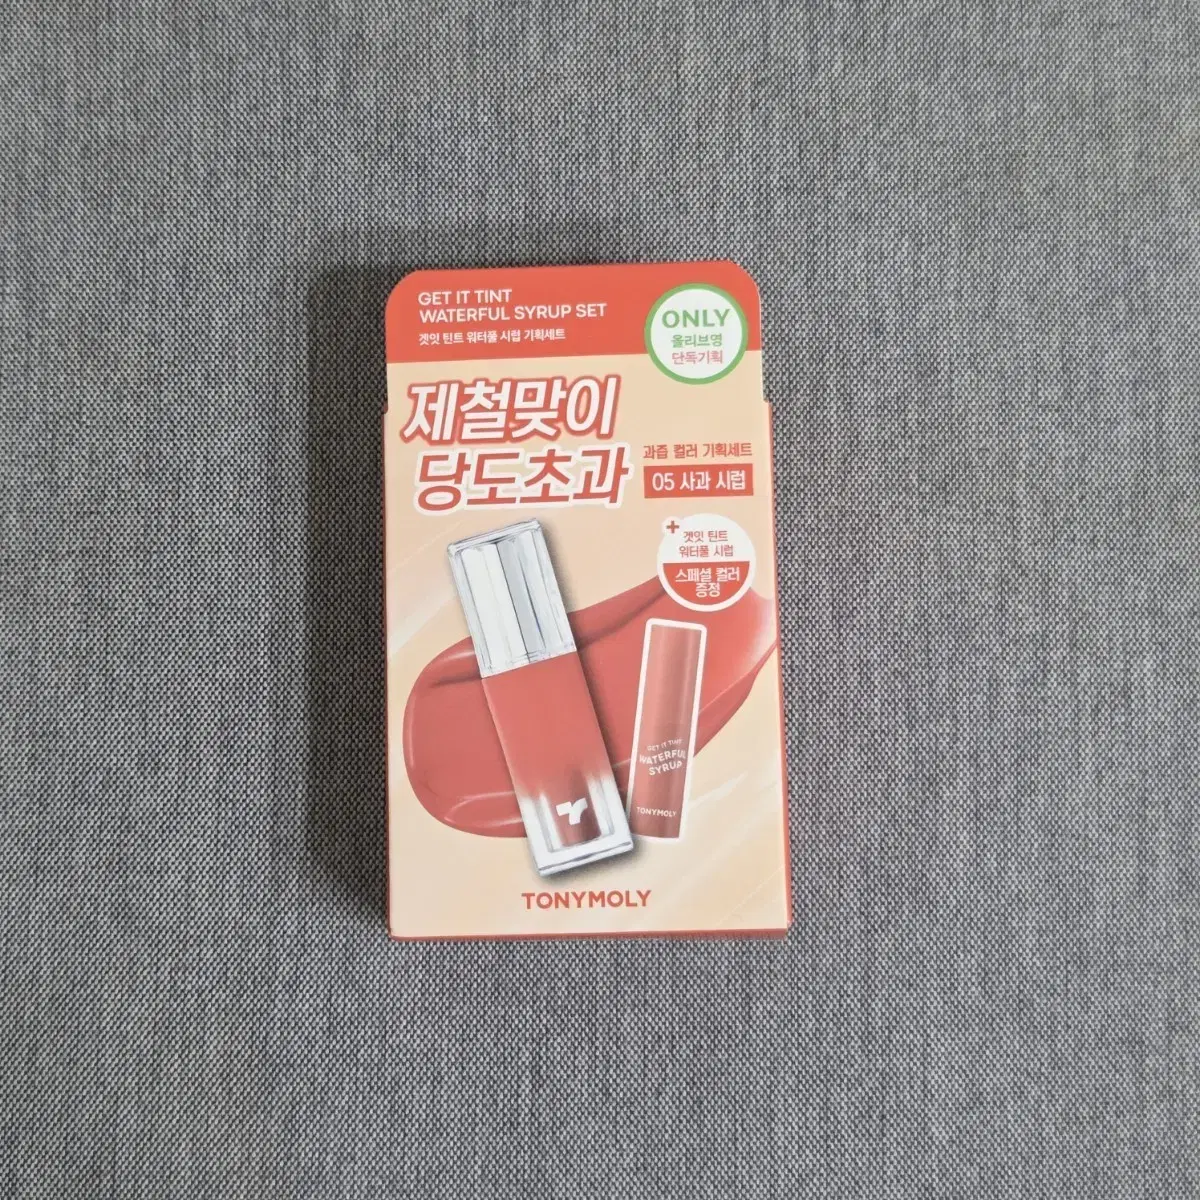 GET IT TINT
WATERFUL SYRUP SET
겟잇 틴트 워터풀 시럽 기획세트
ONLY
올리브영
단독기획
제철맞이
당도초과
과즙 컬러 기획세트
05 사과 시럽
+
겟잇 틴트
워터풀 시럽
스페셜 컬러
증정
GET IT TINT
WATERFUL
SYRUP
TONYMOLY
TONYMOLY